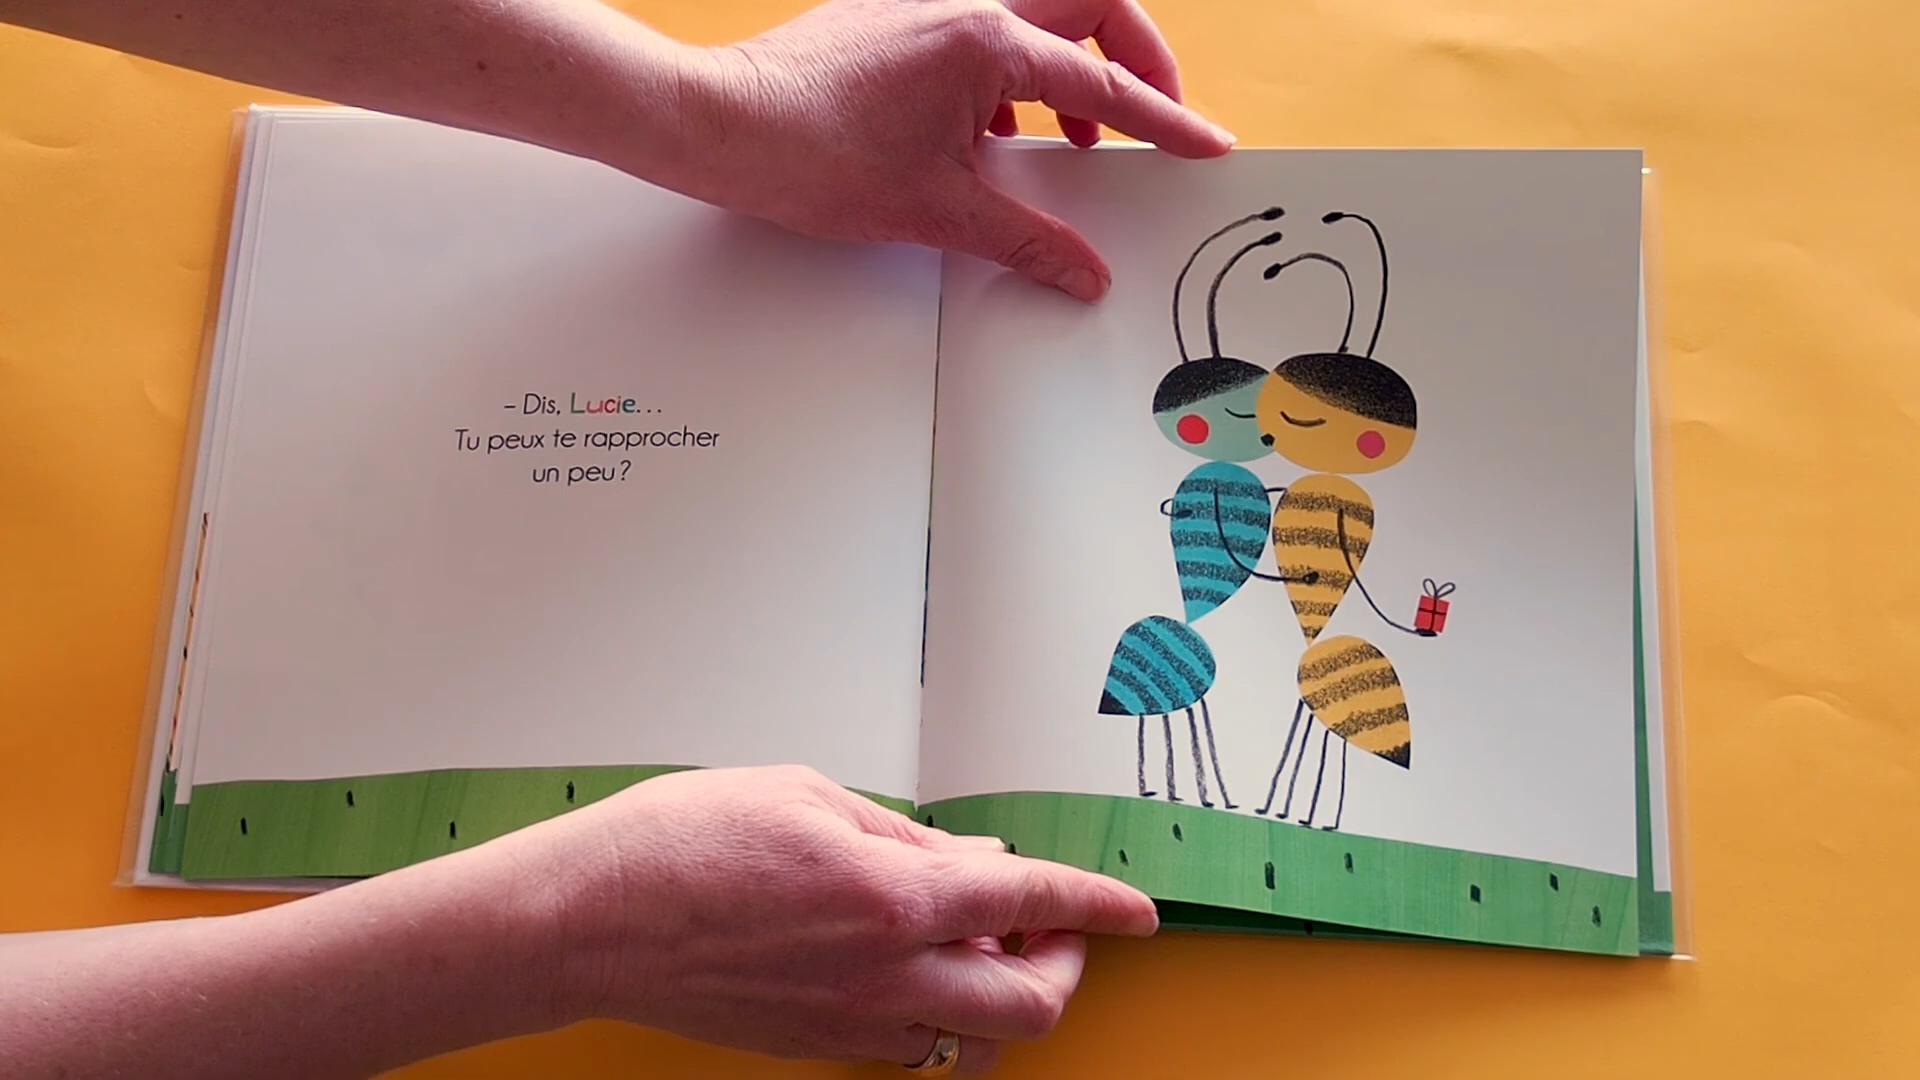 – Dis, Lucie…
Tu peux te rapprocher
un peu ?